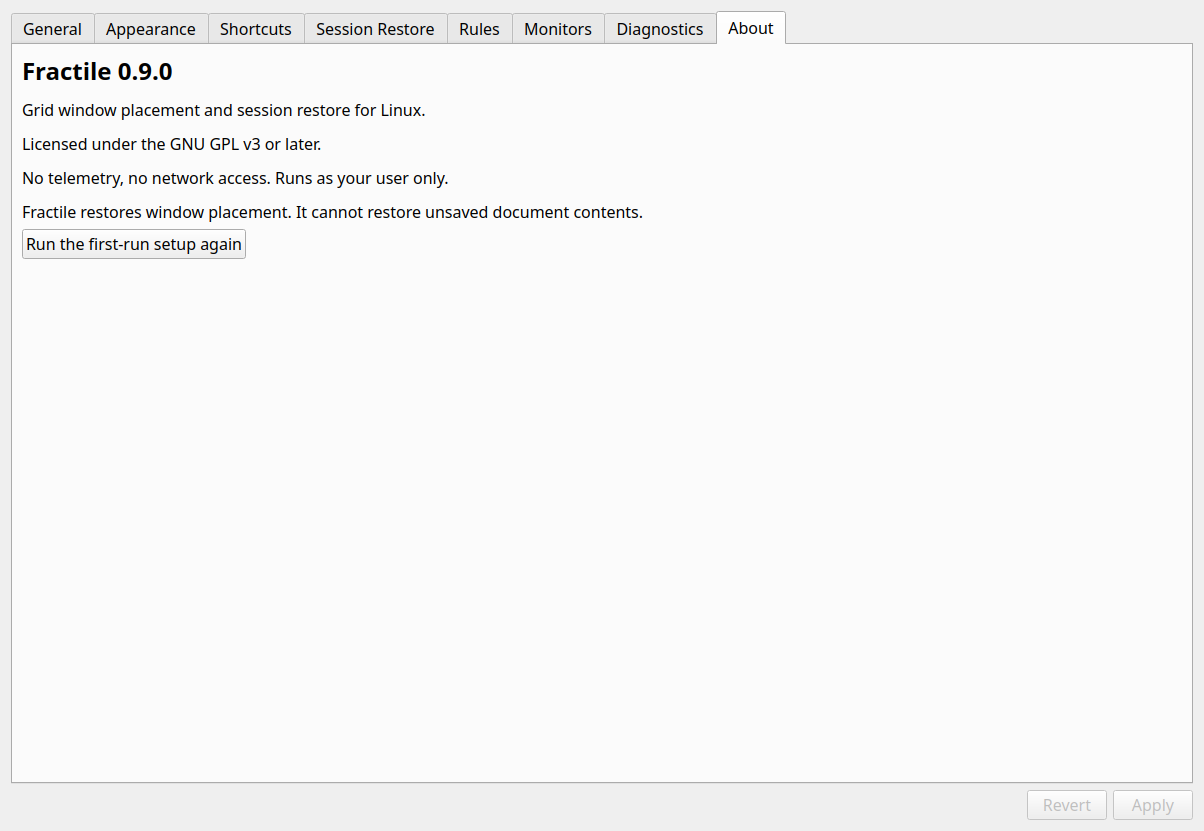 General Appearance Shortcuts Session Restore Rules Monitors Diagnostics About
Fractile 0.9.0
Grid window placement and session restore for Linux.
Licensed under the GNU GPL v3 or later.
No telemetry, no network access. Runs as your user only.
Fractile restores window placement. It cannot restore unsaved document contents.
Run the first-run setup again
Revert Apply